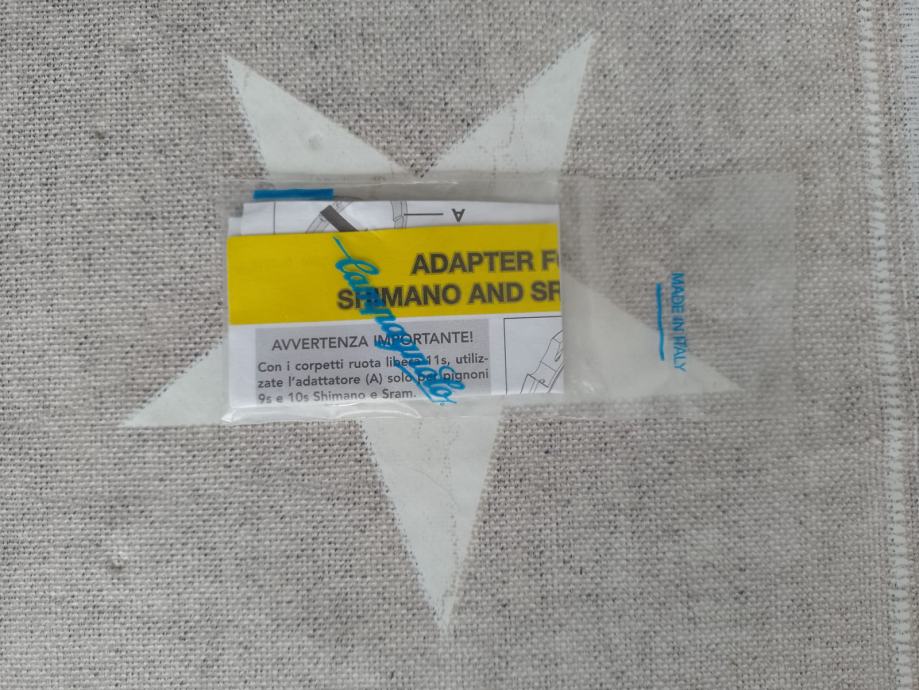 A
ADAPTER F
SHIMANO AND SR
Campagnolo
AVVERTENZA IMPORTANTE!
Con i corpetti ruota libera 11s, utiliz-
zate l'adattatore (A) solo per pignoni
9s e 10s Shimano e Sram.
MADE IN ITALY